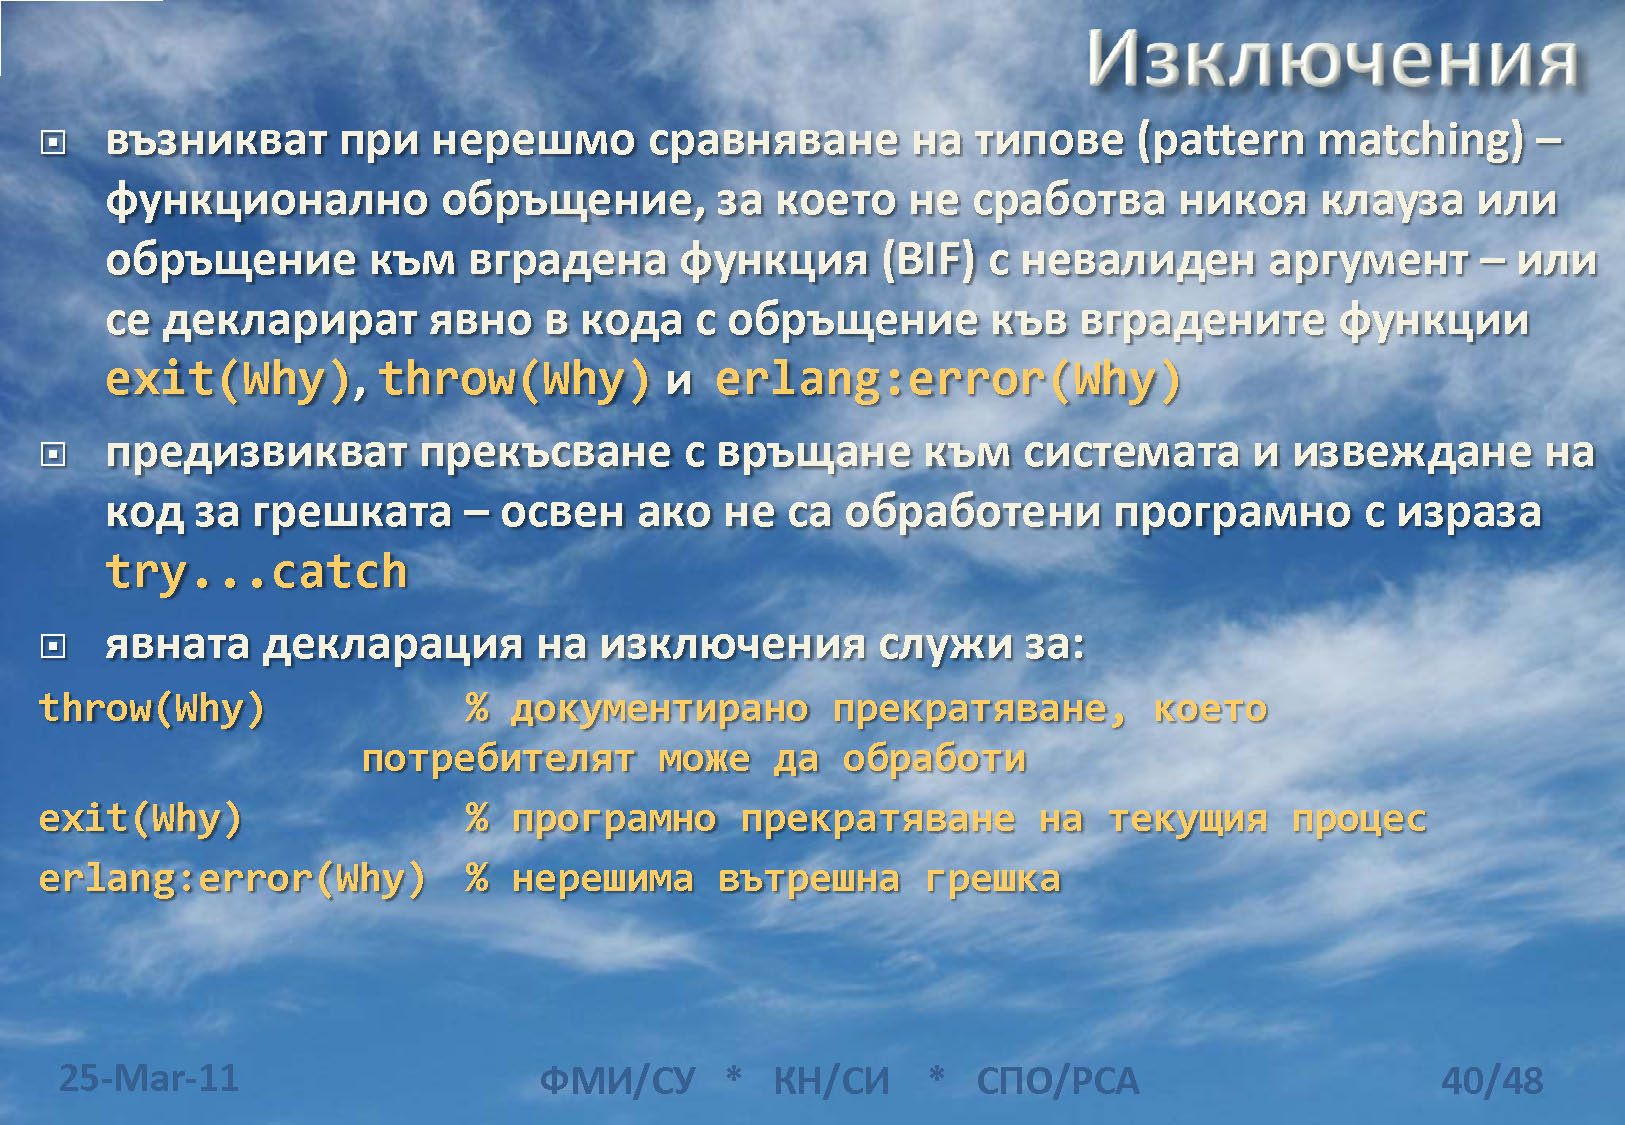 Изключения
възникват при нерешмо сравняване на типове (pattern matching) –
функционално обръщение, за което не сработва никоя клауза или
обръщение към вградена функция (BIF) с невалиден аргумент – или
се декларират явно в кода с обръщение към вградените функции
exit(Why), throw(Why) и erlang:error(Why)
предизвикват прекъсване с връщане към системата и извеждане на
код за грешката – освен ако не са обработени програмно с израза
try...catch
явната декларация на изключения служи за:
throw(Why) % документирано прекратяване, което
потребителят може да обработи
exit(Why) % програмно прекратяване на текущия процес
erlang:error(Why) % нерешима вътрешна грешка
25-Mar-11 ФМИ/СУ * КН/СИ * СПО/РСА 40/48